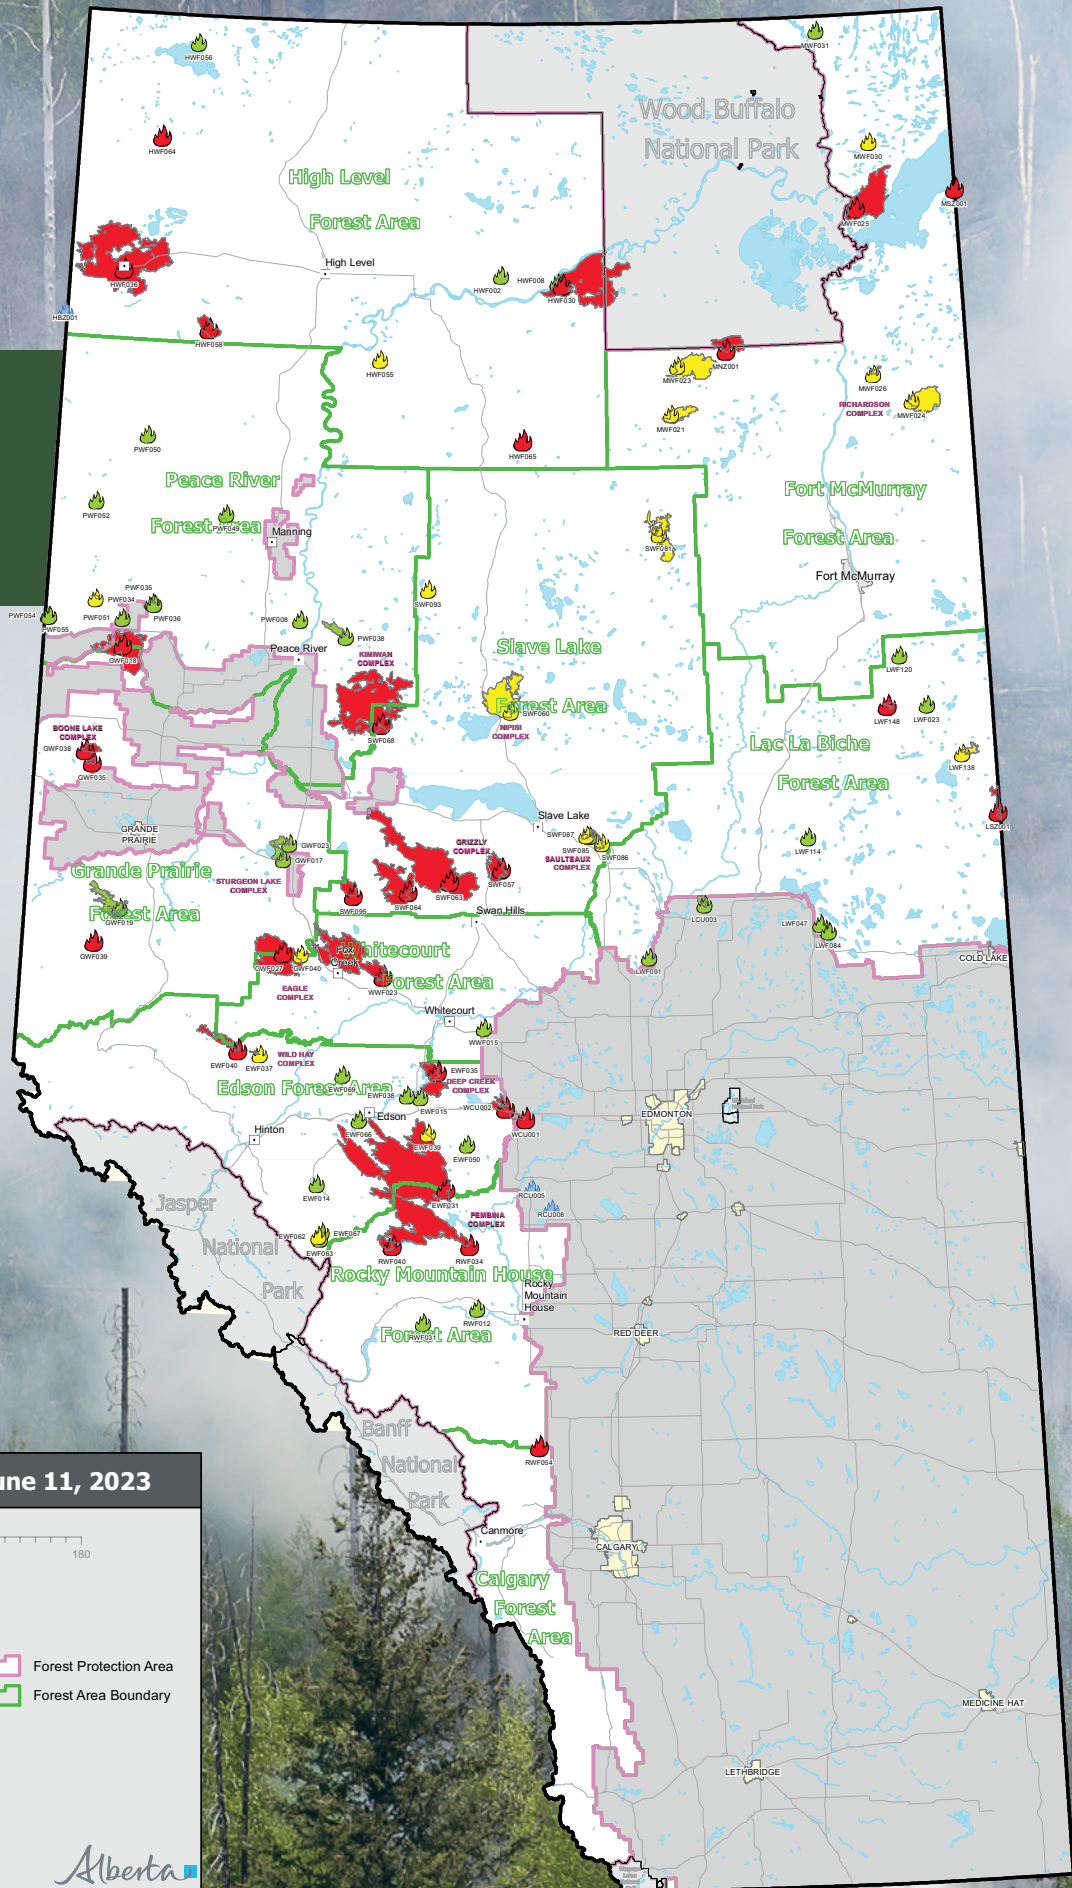 HWF056
MWF031
Wood Buffalo
National Park
HWF064
MWF030
High Level
Forest Area
MSZ001
MWF025
High Level
HWF036
HWF002
HWF008
HWF030
HBZ001
HWF058
HWF055
MWF023
MNZ001
MWF026
RICHARDSON
COMPLEX
MWF024
MWF021
PWF050
HWF065
Peace River
Forest Area
PWF052
PWF049
Manning
Fort McMurray
Forest Area
SWF081
Fort McMurray
PWF035
PWF034
PWF054
PWF055
PWF051
PWF036
SWF093
PWF008
PWF038
GWF018
Peace River
KIMIWAN
COMPLEX
Slave Lake
Forest Area
LWF120
SWF060
NIPISI
COMPLEX
LWF148
LWF023
SWF068
BOONE LAKE
COMPLEX
GWF038
GWF035
Lac La Biche
Forest Area
LWF138
Slave Lake
LSZ001
GRANDE
PRAIRIE
GWF023
GWF017
GRIZZLY
COMPLEX
SWF087
SWF085
SWF086
SAULTEAUX
COMPLEX
LWF114
Grande Prairie
Forest Area
STURGEON LAKE
COMPLEX
SWF057
SWF095
SWF064
SWF063
Swan Hills
GWF019
LCU003
LWF047
LWF084
GWF039
Whitecourt
Forest Area
Fox
Creek
GWF027
GWF040
WWF023
LWF091
COLD LAKE
EAGLE
COMPLEX
Whitecourt
WWF015
EWF040
EWF037
WILD HAY
COMPLEX
Edson Forest Area
EWF069
EWF035
DEEP CREEK
COMPLEX
EWF038
EWF015
WCU002
WCU001
EDMONTON
Edson
Hinton
EWF066
EWF039
EWF050
EWF014
EWF031
RCU005
RCU008
Jasper
National
Park
PEMBINA
COMPLEX
EWF062
EWF067
EWF063
RWF040
RWF034
Rocky Mountain House
Forest Area
Rocky
Mountain
House
RWF012
RWF031
RED DEER
Banff
National
Park
RWF054
une 11, 2023
180
Canmore
CALGARY
Calgary
Forest
Area
Forest Protection Area
Forest Area Boundary
MEDICINE HAT
LETHBRIDGE
Alberta